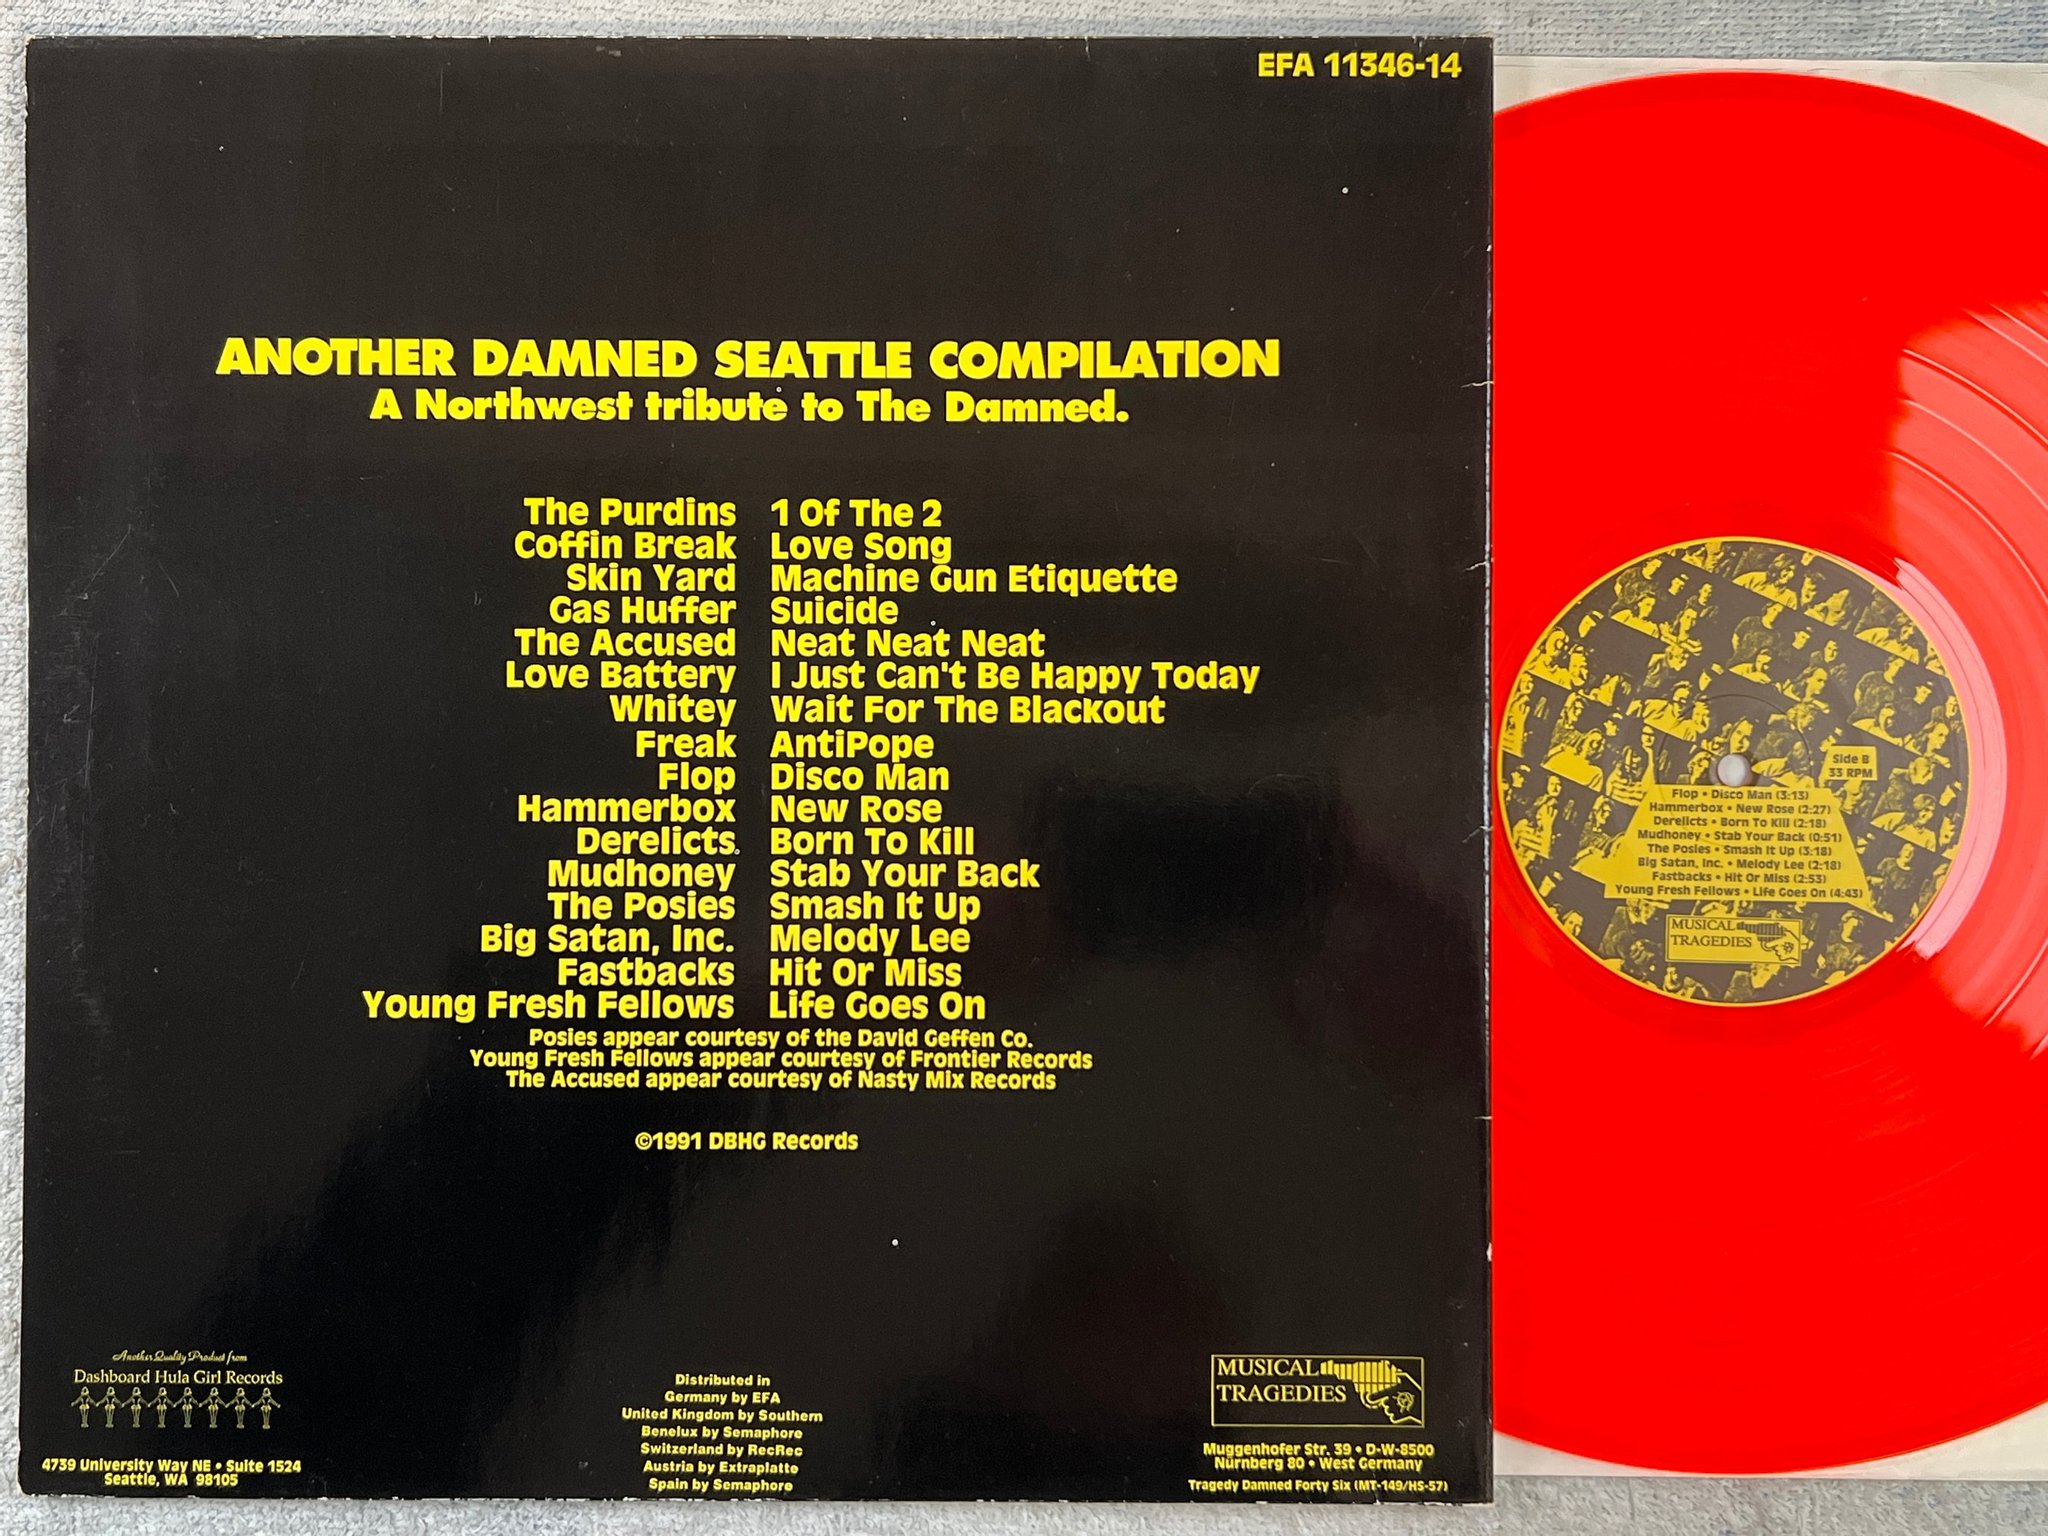 EFA 11346-14
ANOTHER DAMNED SEATTLE COMPILATION
A Northwest tribute to The Damned.
The Purdins 1 Of The 2
Coffin Break Love Song
Skin Yard Machine Gun Etiquette
Gas Huffer Suicide
The Accused Neat Neat Neat
Love Battery I Just Can't Be Happy Today
Whitey Wait For The Blackout
Freak AntiPope
Flop Disco Man
Hammerbox New Rose
Derelicts Born To Kill
Mudhoney Stab Your Back
The Posies Smash It Up
Big Satan, Inc. Melody Lee
Fastbacks Hit Or Miss
Young Fresh Fellows Life Goes On
Posies appear courtesy of the David Geffen Co.
Young Fresh Fellows appear courtesy of Frontier Records
The Accused appear courtesy of Nasty Mix Records
©1991 DBHG Records
Another Quality Product from
Dashboard Hula Girl Records
4739 University Way NE • Suite 1524
Seattle, WA 98105
Distributed in
Germany by EFA
United Kingdom by Southern
Benelux by Semaphore
Switzerland by RecRec
Austria by Extraplatte
Spain by Semaphore
MUSICAL
TRAGEDIES
Muggenhofer Str. 39 • D-W-8500
Nürnberg 80 • West Germany
Tragedy Damned Forty Six (MT-149/HS-57)
Side B
33 RPM
Flop • Disco Man (3:13)
Hammerbox • New Rose (2:27)
Derelicts • Born To Kill (2:18)
Mudhoney • Stab Your Back (0:51)
The Posies • Smash It Up (3:18)
Big Satan, Inc. • Melody Lee (2:18)
Fastbacks • Hit Or Miss (2:53)
Young Fresh Fellows • Life Goes On (4:43)
MUSICAL
TRAGEDIES